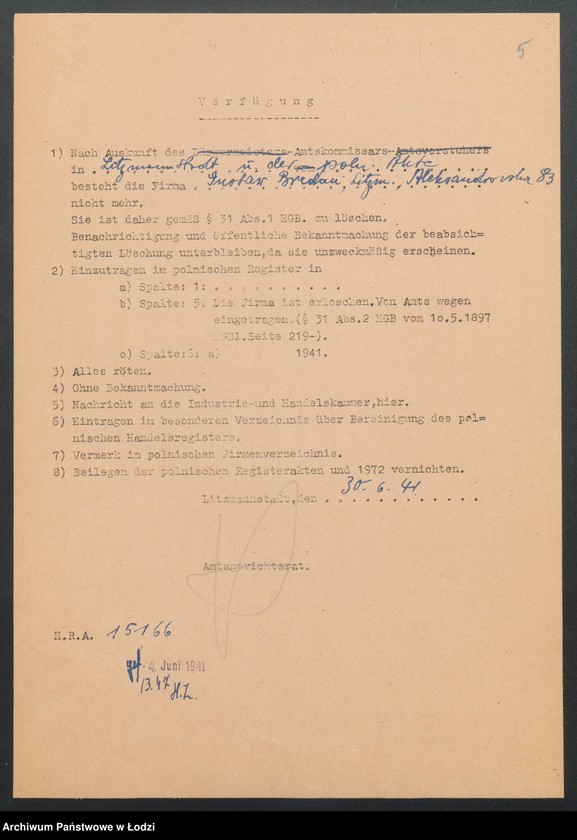 5
Verfügung
1) Nach Auskunft des Bürgermeisters-Amtskommissars-Amtsvorstehers
in Litzmannstadt u. der poln. Akte
besteht die Firma Gustav Bredau, Litzm., Aleksandrowska 83
nicht mehr.
Sie ist daher gemäß § 31 Abs.1 HGB. zu löschen.
Benachrichtigung und öffentliche Bekanntmachung der beabsich=
tigten Löschung unterbleiben,da sie unzweckmäßig erscheinen.
2) Einzutragen im polnischen Register in
a) Spalte: 1: . . . . . . . . . . .
b) Spalte: 5: Die Firma ist erloschen.Von Amts wegen
eingetragen.(§ 31 Abs.2 HGB vom 1o.5.1897
RGBl.Seite 219-).
c) Spalte:6: a) 1941.
3) Alles röten.
4) Ohne Bekanntmachung.
5) Nachricht an die Industrie-und Handelskammer,hier.
6) Eintragen im besonderen Verzeichnis über Bereinigung des pol=
nischen Handelsregisters.
7) Vermerk im polnischen Firmenverzeichnis.
8) Beilegen der polnischen Registerakten und 1972 vernichten.
Litzmannstadt,den 30.6.41
Amtsgerichtsrat.
H.R.A. 15166
gef. 4. Juni 1941
13.47
Archiwum Państwowe w Łodzi